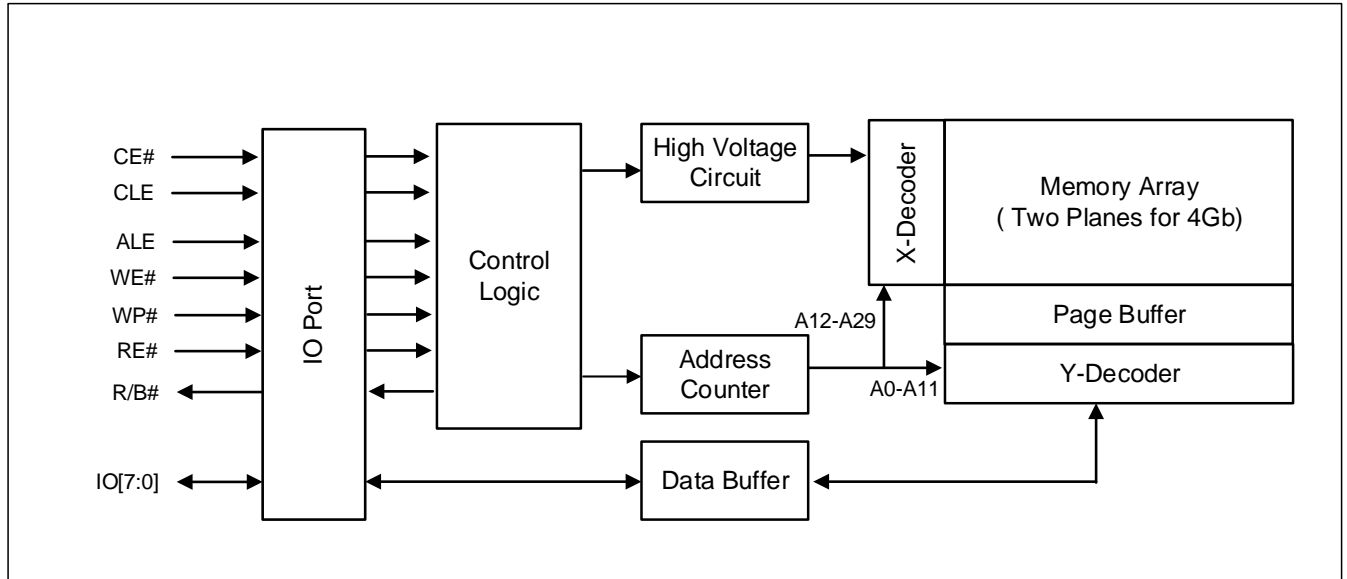 CE#
CLE
ALE
WE#
WP#
RE#
R/B#
IO[7:0]
IO Port
Control
Logic
High Voltage
Circuit
Address
Counter
Data Buffer
X-Decoder
A12-A29
A0-A11
Memory Array
( Two Planes for 4Gb)
Page Buffer
Y-Decoder